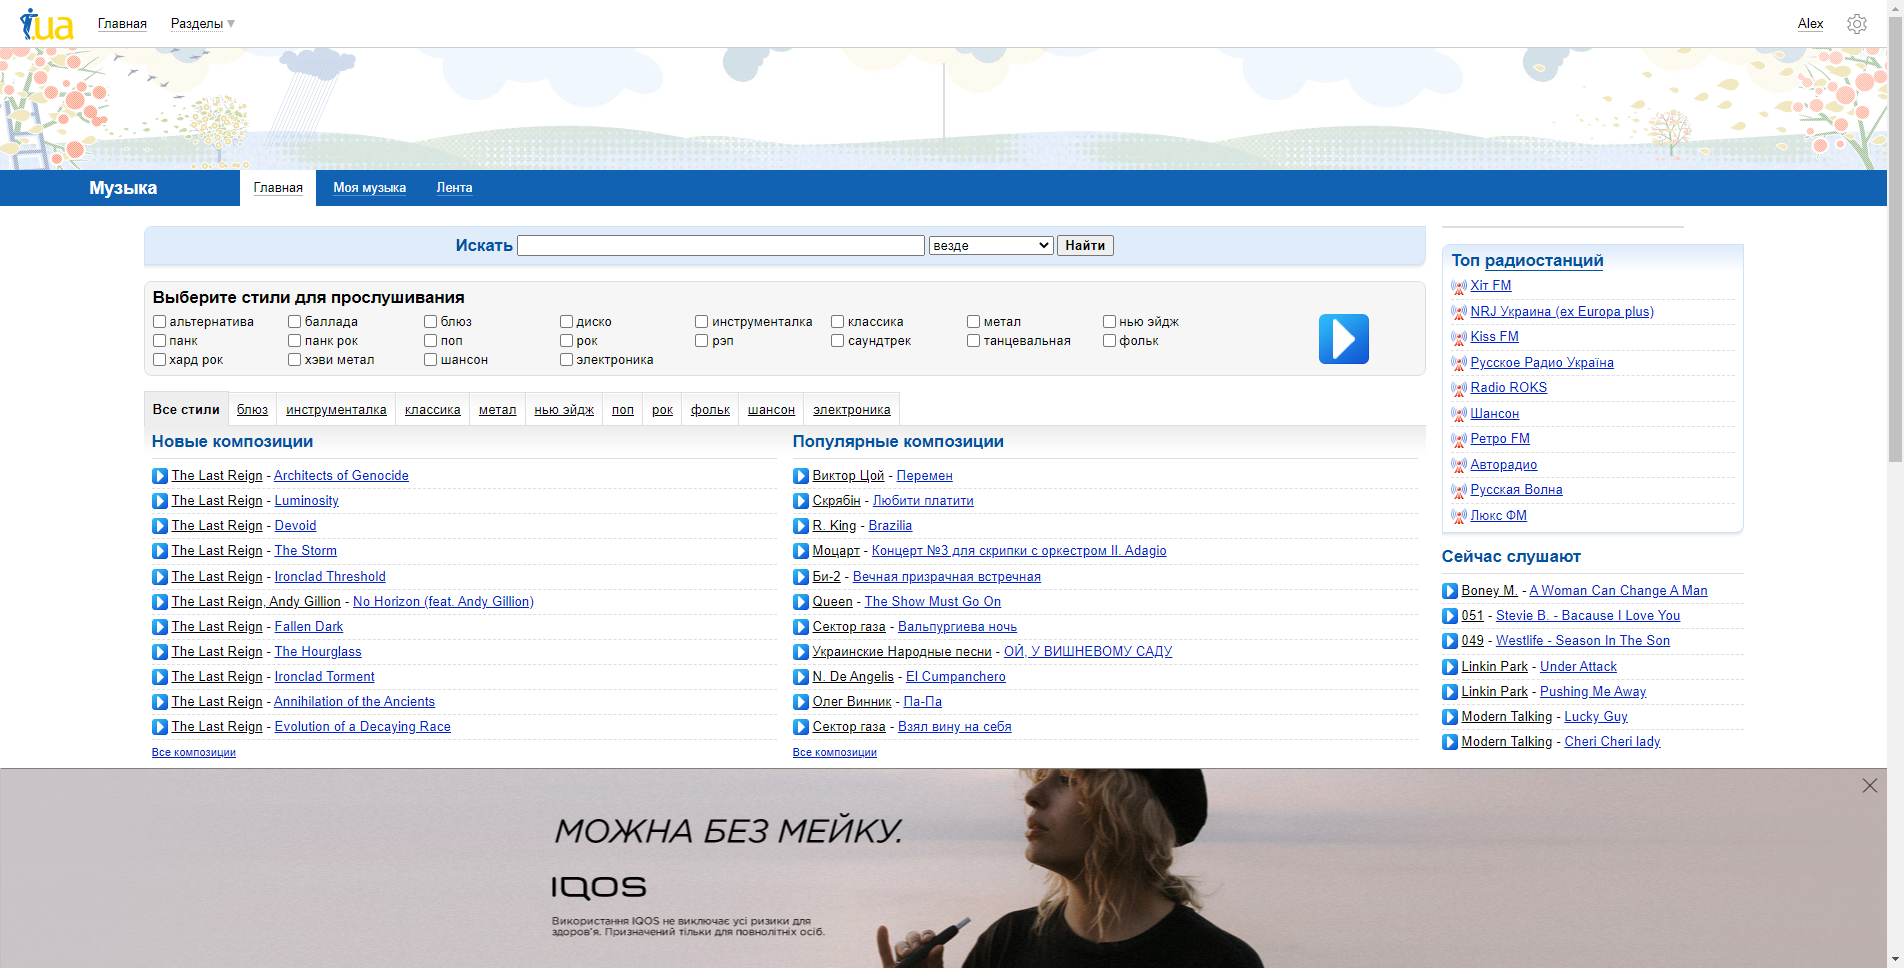 i.ua
Главная
Разделы
Alex
Музыка
Главная
Моя музыка
Лента
Искать
везде
Найти
Выберите стили для прослушивания
альтернатива
баллада
блюз
диско
инструменталка
классика
метал
нью эйдж
панк
панк рок
поп
рок
рэп
саундтрек
танцевальная
фольк
хард рок
хэви метал
шансон
электроника
Все стили
блюз
инструменталка
классика
метал
нью эйдж
поп
рок
фольк
шансон
электроника
Новые композиции
The Last Reign - Architects of Genocide
The Last Reign - Luminosity
The Last Reign - Devoid
The Last Reign - The Storm
The Last Reign - Ironclad Threshold
The Last Reign, Andy Gillion - No Horizon (feat. Andy Gillion)
The Last Reign - Fallen Dark
The Last Reign - The Hourglass
The Last Reign - Ironclad Torment
The Last Reign - Annihilation of the Ancients
The Last Reign - Evolution of a Decaying Race
Все композиции
Популярные композиции
Виктор Цой - Перемен
Скрябін - Любити платити
R. King - Brazilia
Моцарт - Концерт №3 для скрипки с оркестром II. Adagio
Би-2 - Вечная призрачная встречная
Queen - The Show Must Go On
Сектор газа - Вальпургиева ночь
Украинские Народные песни - ОЙ, У ВИШНЕВОМУ САДУ
N. De Angelis - El Cumpanchero
Олег Винник - Па-Па
Сектор газа - Взял вину на себя
Все композиции
Топ радиостанций
Хіт FM
NRJ Украина (ex Europa plus)
Kiss FM
Русское Радио Україна
Radio ROKS
Шансон
Ретро FM
Авторадио
Русская Волна
Люкс ФМ
Сейчас слушают
Boney M. - A Woman Can Change A Man
051 - Stevie B. - Bacause I Love You
049 - Westlife - Season In The Son
Linkin Park - Under Attack
Linkin Park - Pushing Me Away
Modern Talking - Lucky Guy
Modern Talking - Cheri Cheri lady
МОЖНА БЕЗ МЕЙКУ.
IQOS
Використання IQOS не виключає усі ризики для
здоров'я. Призначений тільки для повнолітніх осіб.